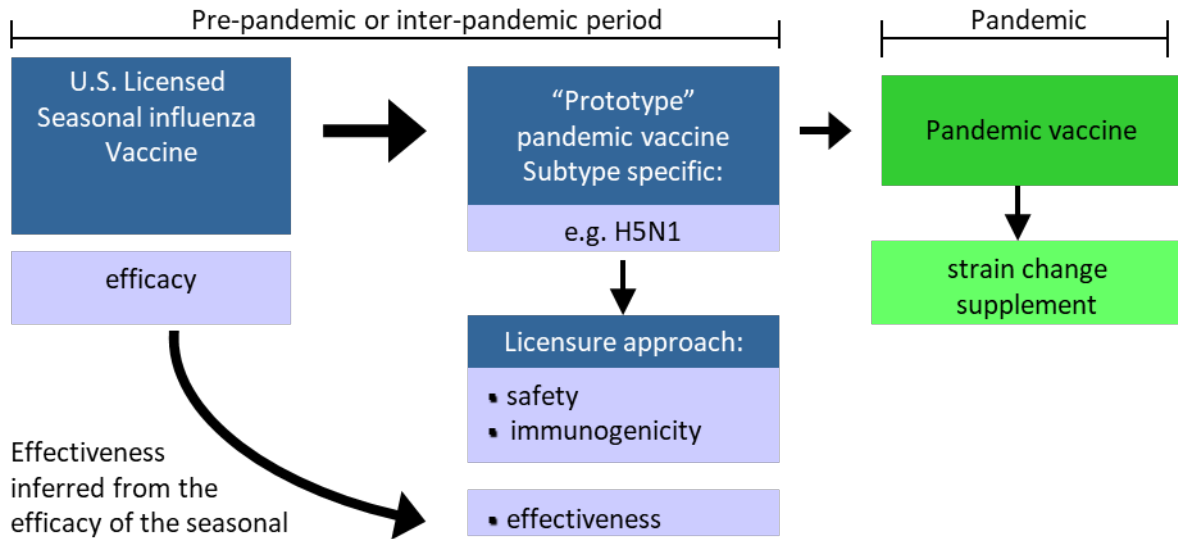 Pre-pandemic or inter-pandemic period
Pandemic
U.S. Licensed
Seasonal influenza
Vaccine
efficacy
“Prototype”
pandemic vaccine
Subtype specific:
e.g. H5N1
Licensure approach:
▪ safety
▪ immunogenicity
▪ effectiveness
Effectiveness
inferred from the
efficacy of the seasonal
Pandemic vaccine
strain change
supplement